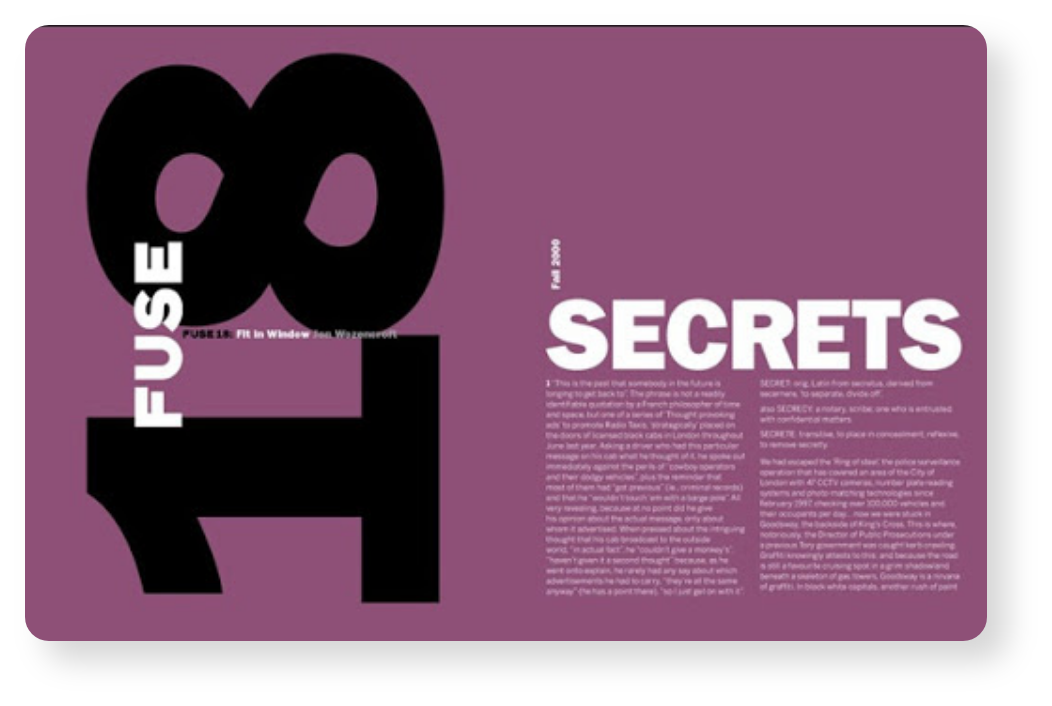 18
FUSE
FUSE 18: Fit in Window Jon Wozencroft
Fall 2000
SECRETS
1 "This is the past that somebody in the future is
longing to get back to". The phrase is not a readily
identifiable quotation by a French philosopher of time
and space, but one of a series of 'Thought provoking
ads' to promote Radio Taxis, 'strategically' placed on
the doors of licensed black cabs in London throughout
June last year. Asking a driver who had this particular
message on his cab what he thought of it, he spoke out
immediately against the perils of "cowboy operators
and their dodgy vehicles", plus the reminder that
most of them had "got previous" (ie., criminal records)
and that he "wouldn't touch 'em with a barge pole". All
very revealing, because at no point did he give
his opinion about the actual message, only about
whom it advertised. When pressed about the intriguing
thought that his cab broadcast to the outside
world, "in actual fact", he "couldn't give a monkey's";
"haven't given it a second thought" because, as he
went onto explain, he rarely had any say about which
advertisements he had to carry, "they're all the same
anyway" (he has a point there), "so I just get on with it".
SECRET: orig. Latin from secretus, derived from
secernere, 'to separate, divide off'.
also SECRECY: a notary, scribe; one who is entrusted
with confidential matters.
SECRETE: transitive, to place in concealment, reflexive,
to remove secretly.
We had escaped the 'Ring of steel', the police surveillance
operation that has covered an area of the City of
London with 47 CCTV cameras, number plate reading
systems and photo-matching technologies since
February 1997, checking over 100,000 vehicles and
their occupants per day... now we were stuck in
Goodsway, the backside of King's Cross. This is where,
notoriously, the Director of Public Prosecutions under
a previous Tory government was caught kerb crawling.
Graffiti knowingly attests to this, and because the road
is still a favourite cruising spot in a grim shadowland
beneath a skeleton of gas towers, Goodsway is a nirvana
of graffiti. In black white capitals, another rush of paint